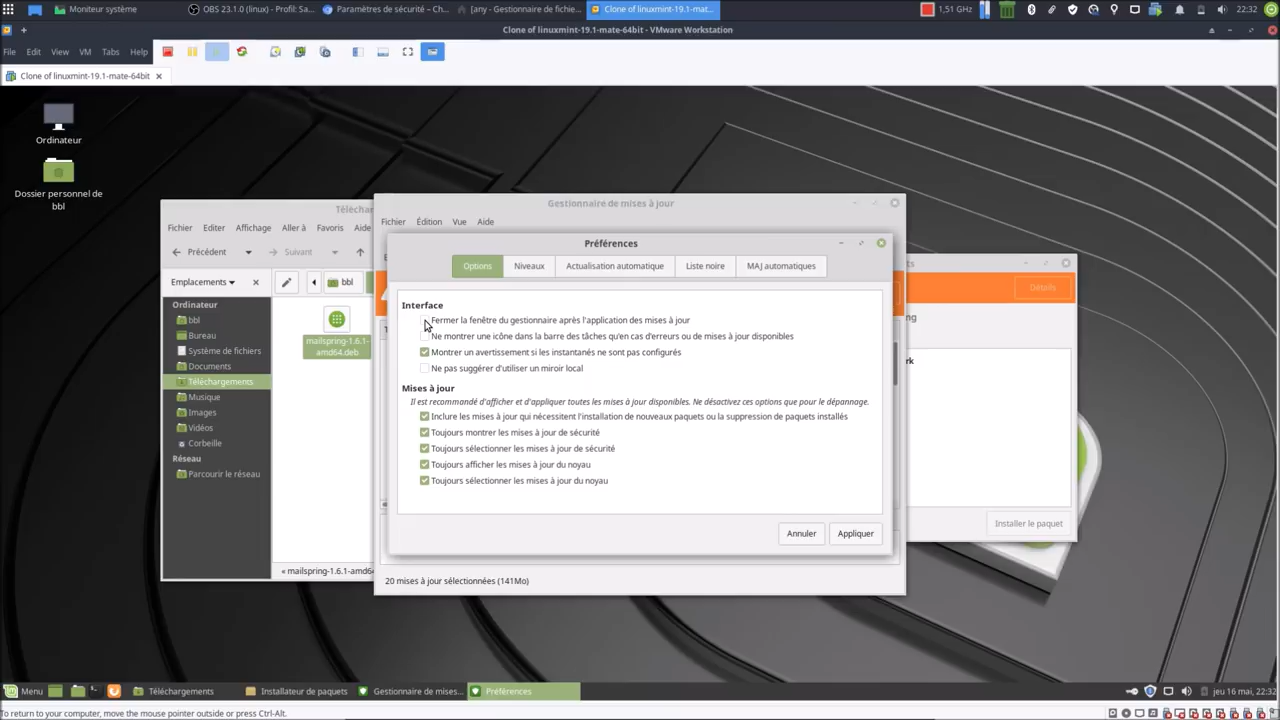 Moniteur système
OBS 23.1.0 (linux) - Profil: Sa...
Paramètres de sécurité – Ch...
[any - Gestionnaire de fichie...
Clone of linuxmint-19.1-mat...
1,51 GHz
22:32
Clone of linuxmint-19.1-mate-64bit - VMware Workstation
File Edit View VM Tabs Help
Clone of linuxmint-19.1-mate-64bit
Ordinateur
Dossier personnel de
bbl
Téléchar
Fichier Editer Affichage Aller à Favoris Aide
Précédent Suivant
Emplacements
bbl
Ordinateur
bbl
Bureau
Système de fichiers
Documents
Téléchargements
Musique
Images
Vidéos
Corbeille
Réseau
Parcourir le réseau
mailspring-1.6.1-
amd64.deb
« mailspring-1.6.1-amd64
Gestionnaire de mises à jour
Fichier Édition Vue Aide
Préférences
Options Niveaux Actualisation automatique Liste noire MAJ automatiques
Interface
Fermer la fenêtre du gestionnaire après l'application des mises à jour
Ne montrer une icône dans la barre des tâches qu'en cas d'erreurs ou de mises à jour disponibles
Montrer un avertissement si les instantanés ne sont pas configurés
Ne pas suggérer d'utiliser un miroir local
Mises à jour
Il est recommandé d'afficher et d'appliquer toutes les mises à jour disponibles. Ne désactivez ces options que pour le dépannage.
Inclure les mises à jour qui nécessitent l'installation de nouveaux paquets ou la suppression de paquets installés
Toujours montrer les mises à jour de sécurité
Toujours sélectionner les mises à jour de sécurité
Toujours afficher les mises à jour du noyau
Toujours sélectionner les mises à jour du noyau
Annuler Appliquer
20 mises à jour sélectionnées (141Mo)
ts
Détails
ng
rk
Installer le paquet
Menu
Téléchargements
Installateur de paquets
Gestionnaire de mises...
Préférences
jeu 16 mai, 22:32
To return to your computer, move the mouse pointer outside or press Ctrl-Alt.